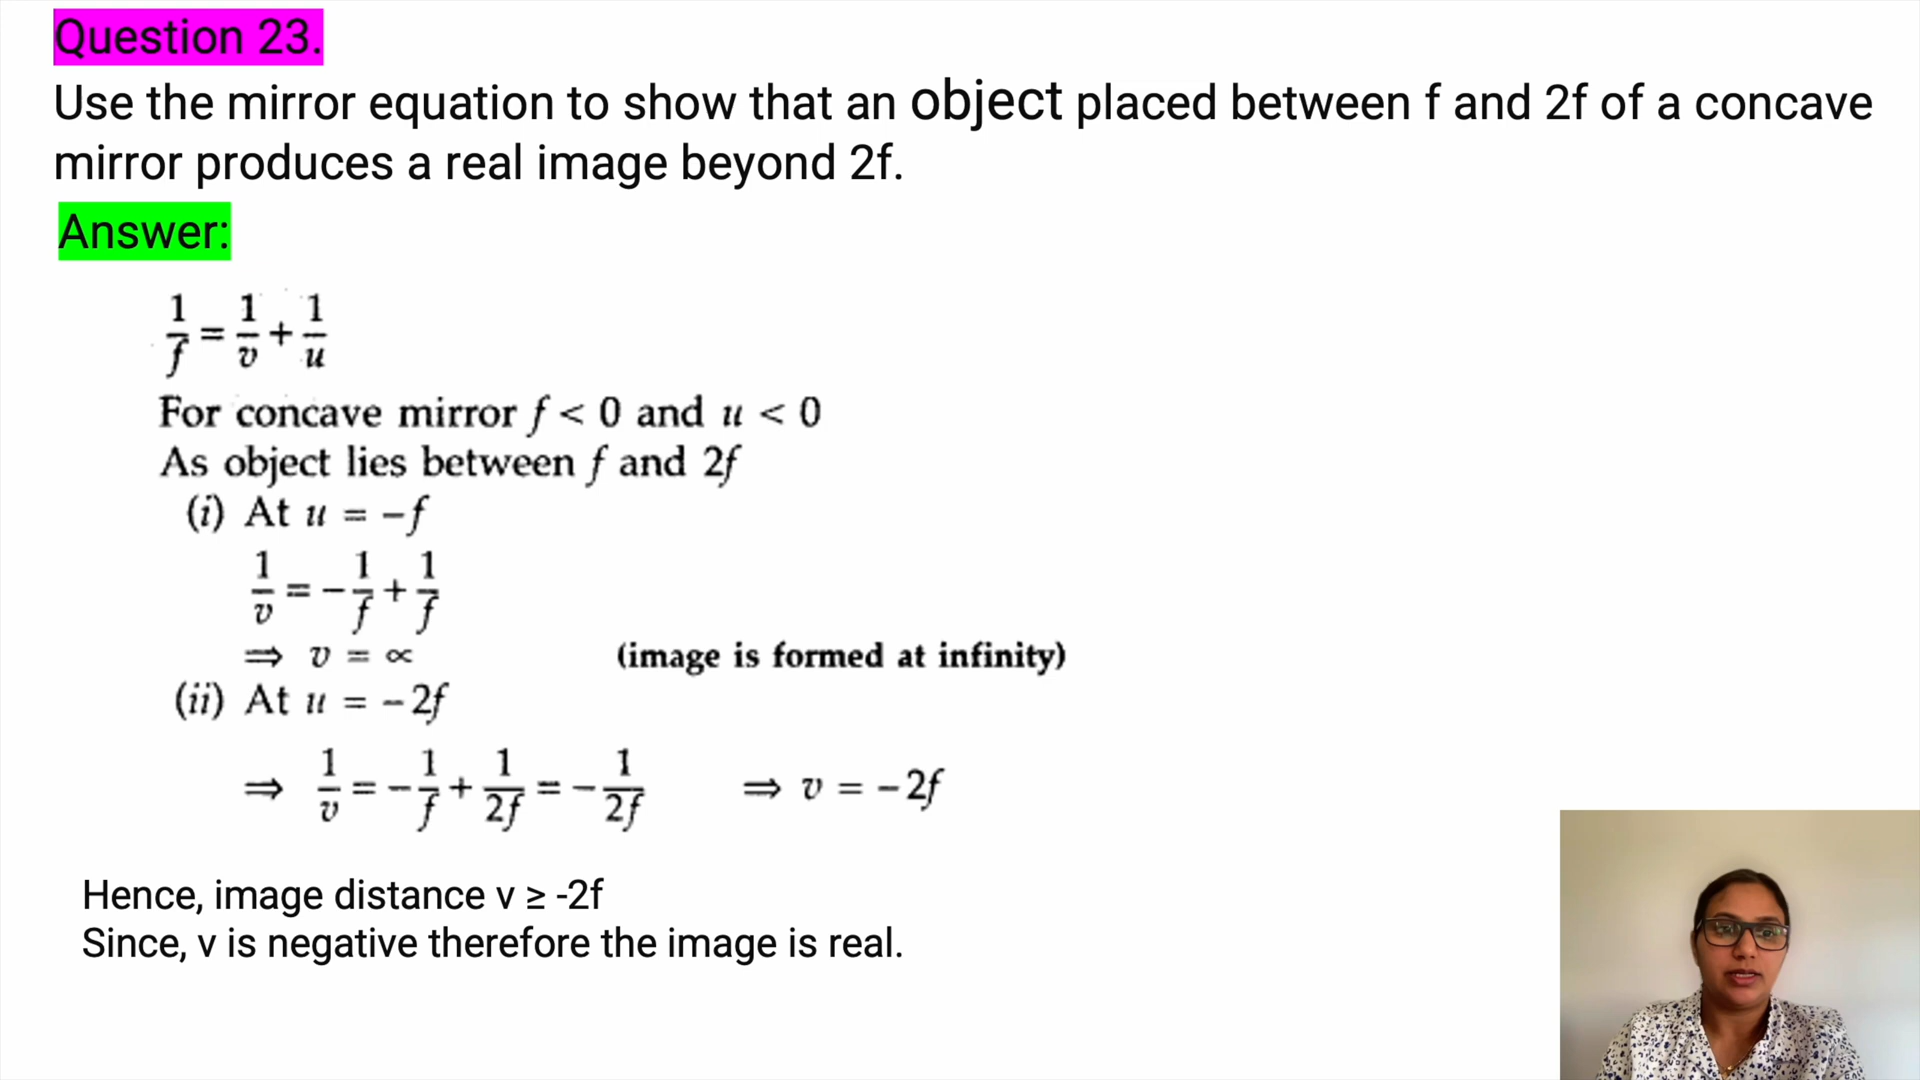 Question 23.
Use the mirror equation to show that an object placed between f and 2f of a concave
mirror produces a real image beyond 2f.
Answer:
1/f = 1/v + 1/u
For concave mirror f < 0 and u < 0
As object lies between f and 2f
(i) At u = −f
1/v = −1/f + 1/f
⇒ v = ∝ (image is formed at infinity)
(ii) At u = −2f
⇒ 1/v = −1/f + 1/2f = −1/2f ⇒ v = −2f
Hence, image distance v ≥ -2f
Since, v is negative therefore the image is real.